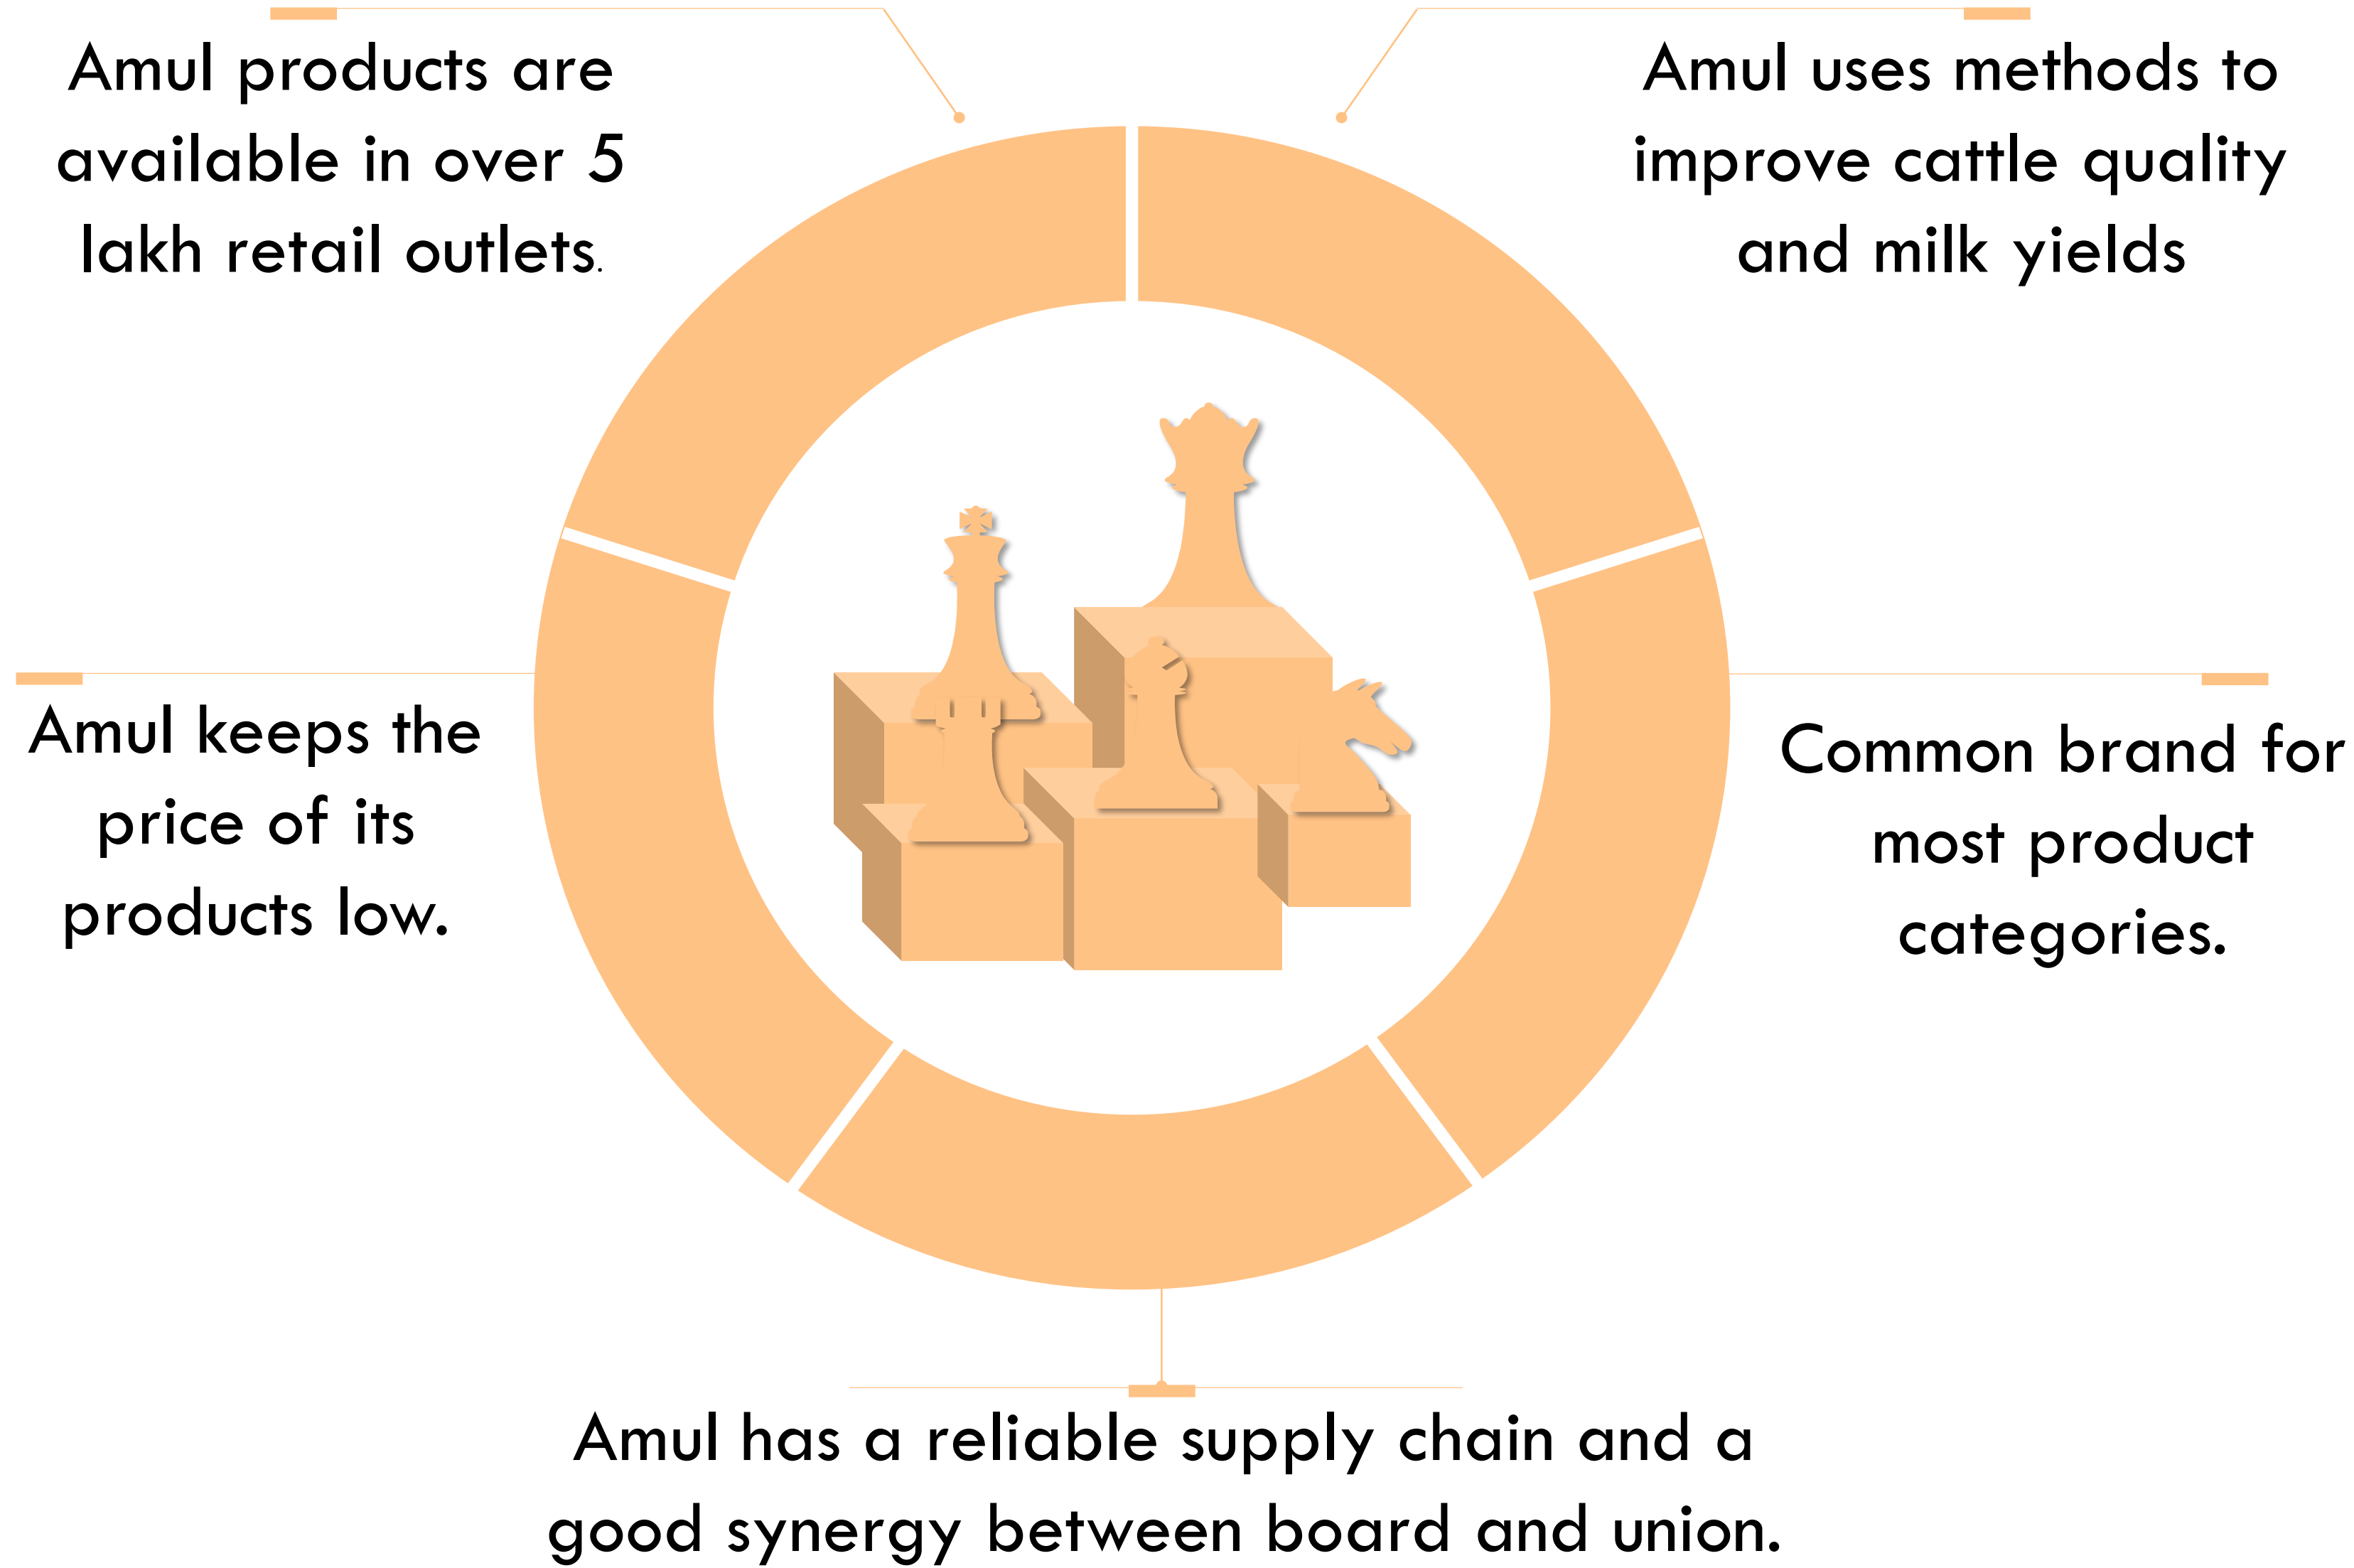 Amul products are
available in over 5
lakh retail outlets.
Amul uses methods to
improve cattle quality
and milk yields
Amul keeps the
price of its
products low.
Common brand for
most product
categories.
Amul has a reliable supply chain and a
good synergy between board and union.